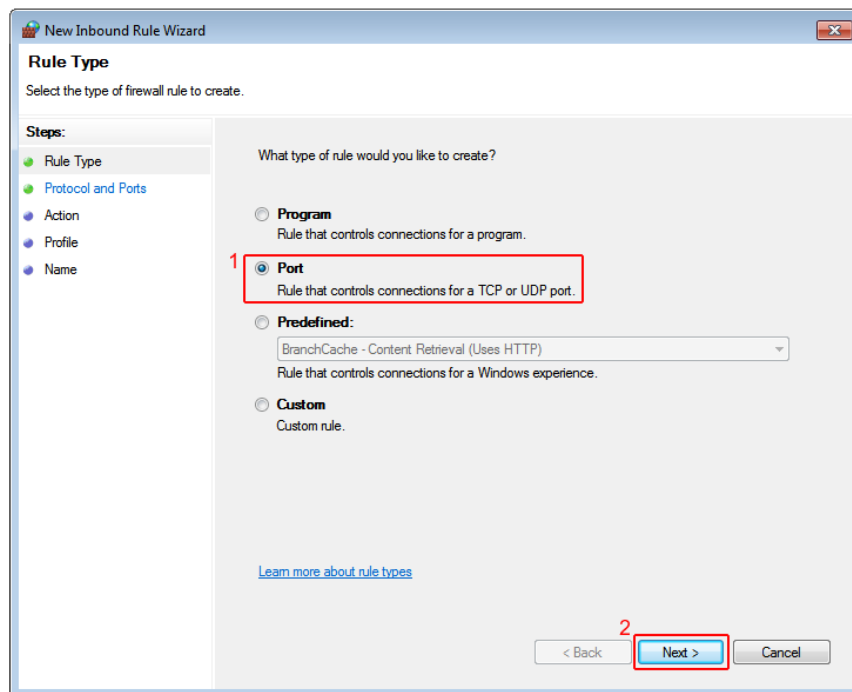 New Inbound Rule Wizard
Rule Type
Select the type of firewall rule to create.
Steps:
Rule Type
Protocol and Ports
Action
Profile
Name
What type of rule would you like to create?
Program
Rule that controls connections for a program.
1
Port
Rule that controls connections for a TCP or UDP port.
Predefined:
BranchCache - Content Retrieval (Uses HTTP)
Rule that controls connections for a Windows experience.
Custom
Custom rule.
Learn more about rule types
2
< Back
Next >
Cancel